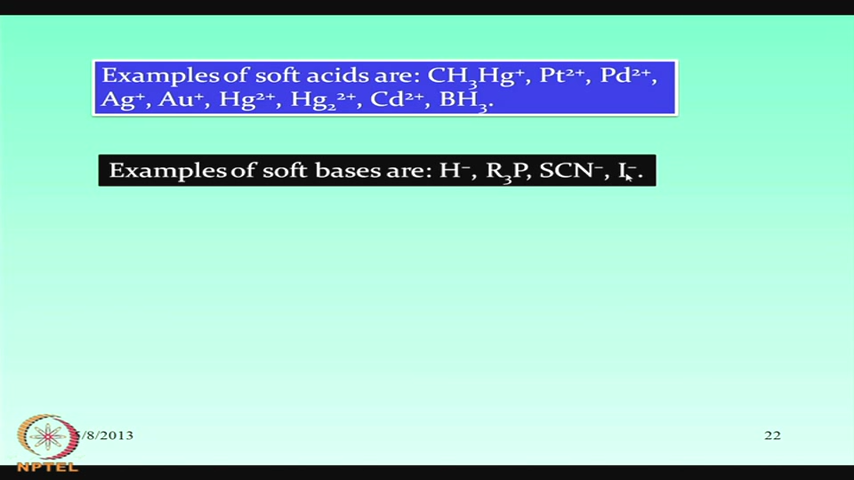 Examples of soft acids are: CH₃Hg⁺, Pt²⁺, Pd²⁺,
Ag⁺, Au⁺, Hg²⁺, Hg₂²⁺, Cd²⁺, BH₃.
Examples of soft bases are: H⁻, R₃P, SCN⁻, I⁻.
5/8/2013
22
NPTEL